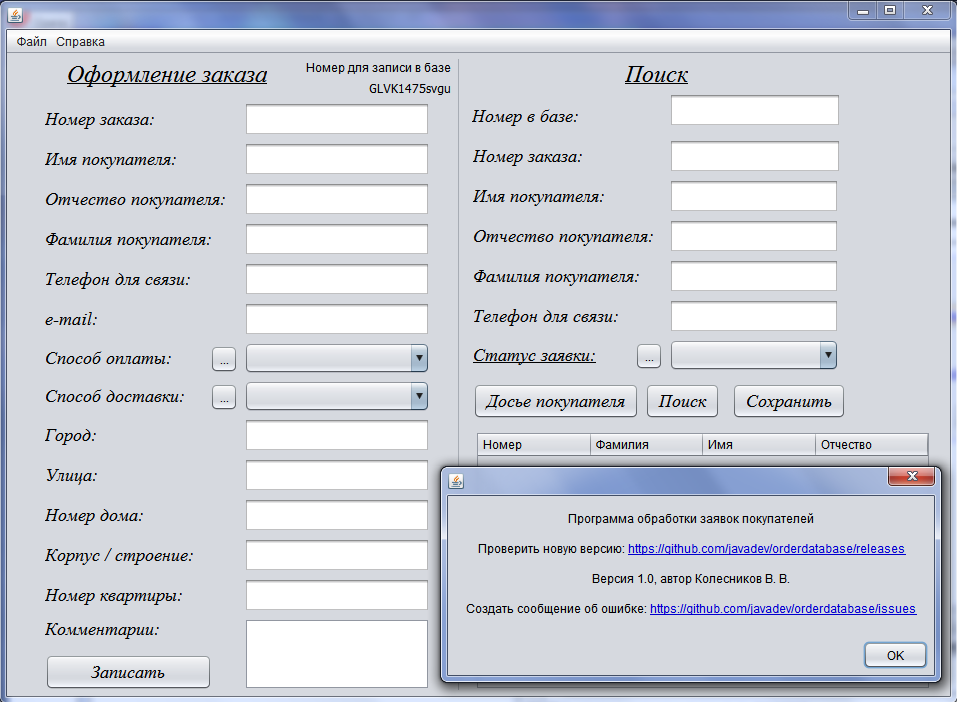 Файл Справка
Оформление заказа
Номер для записи в базе
GLVK1475svgu
Номер заказа:
Имя покупателя:
Отчество покупателя:
Фамилия покупателя:
Телефон для связи:
e-mail:
Способ оплаты: ...
Способ доставки: ...
Город:
Улица:
Номер дома:
Корпус / строение:
Номер квартиры:
Комментарии:
Записать
Поиск
Номер в базе:
Номер заказа:
Имя покупателя:
Отчество покупателя:
Фамилия покупателя:
Телефон для связи:
Статус заявки: ...
Досье покупателя Поиск Сохранить
Номер Фамилия Имя Отчество
Программа обработки заявок покупателей
Проверить новую версию: https://github.com/javadev/orderdatabase/releases
Версия 1.0, автор Колесников В. В.
Создать сообщение об ошибке: https://github.com/javadev/orderdatabase/issues
OK